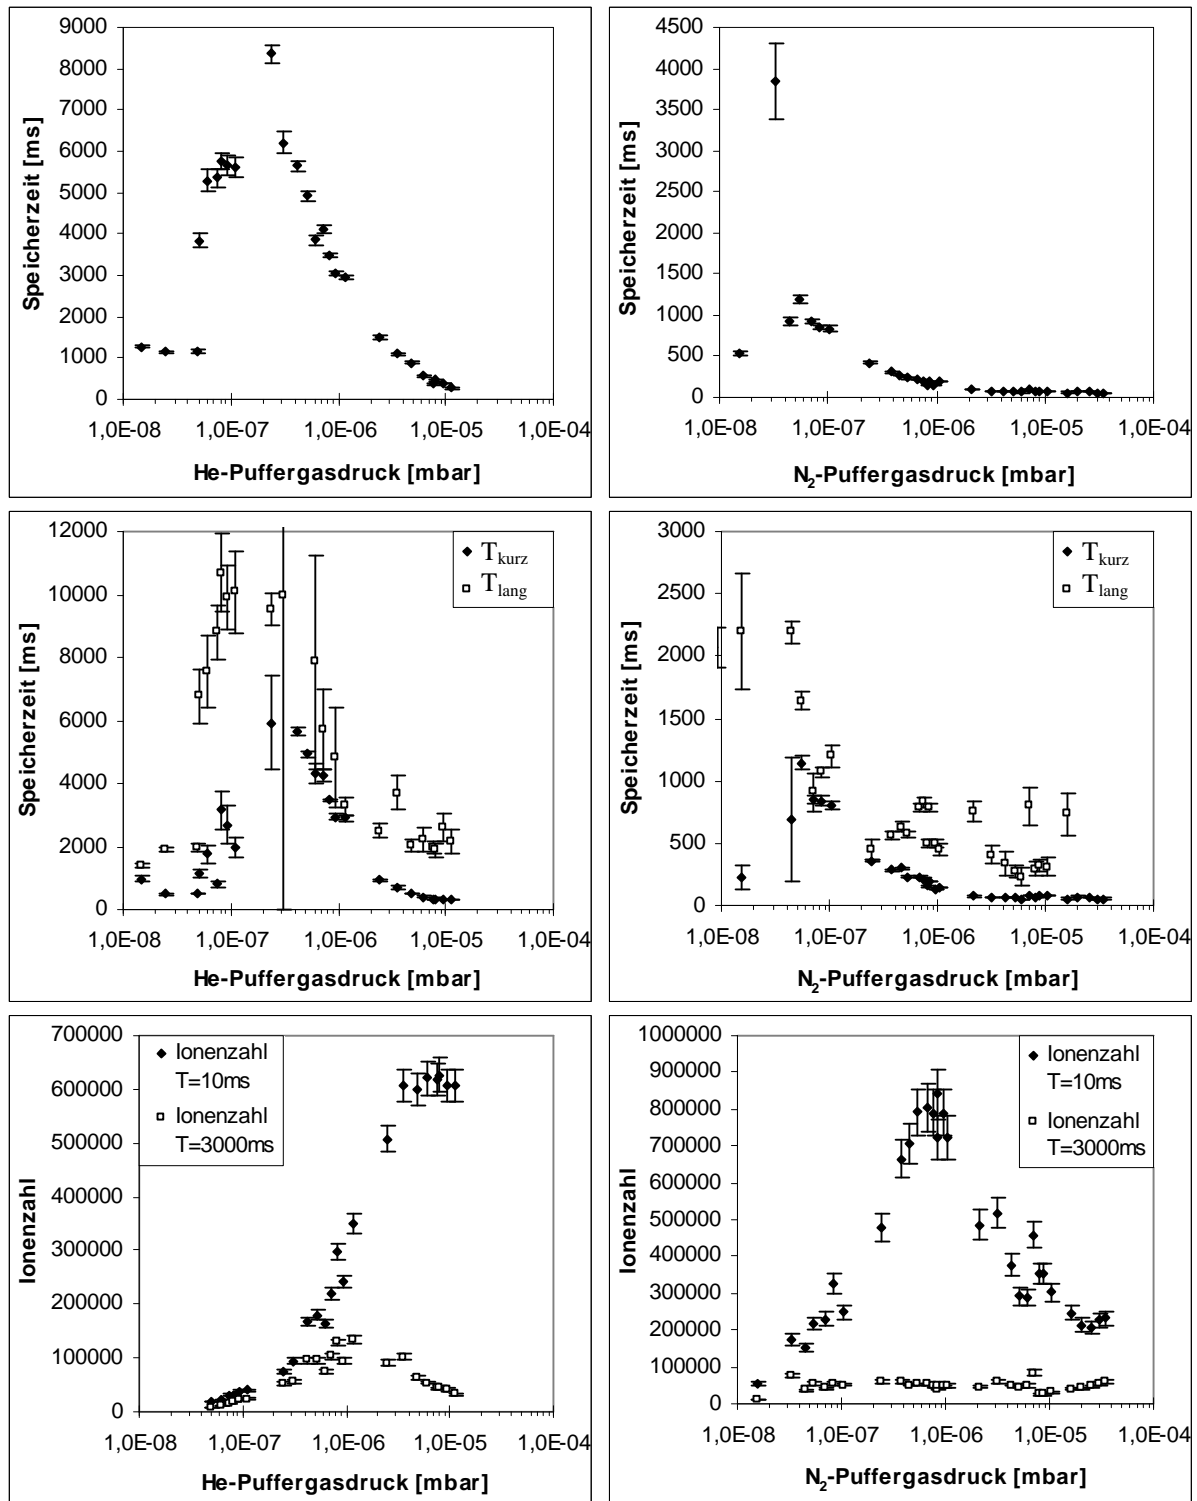 9000
8000
7000
6000
5000
4000
3000
2000
1000
0
Speicherzeit [ms]
1,0E-08 1,0E-07 1,0E-06 1,0E-05 1,0E-04
He-Puffergasdruck [mbar]
4500
4000
3500
3000
2500
2000
1500
1000
500
0
Speicherzeit [ms]
1,0E-08 1,0E-07 1,0E-06 1,0E-05 1,0E-04
N₂-Puffergasdruck [mbar]
12000
10000
8000
6000
4000
2000
0
Speicherzeit [ms]
T_kurz
T_lang
1,0E-08 1,0E-07 1,0E-06 1,0E-05 1,0E-04
He-Puffergasdruck [mbar]
3000
2500
2000
1500
1000
500
0
Speicherzeit [ms]
T_kurz
T_lang
1,0E-08 1,0E-07 1,0E-06 1,0E-05 1,0E-04
N₂-Puffergasdruck [mbar]
700000
600000
500000
400000
300000
200000
100000
0
Ionenzahl
Ionenzahl
T=10ms
Ionenzahl
T=3000ms
1,0E-08 1,0E-07 1,0E-06 1,0E-05 1,0E-04
He-Puffergasdruck [mbar]
1000000
900000
800000
700000
600000
500000
400000
300000
200000
100000
0
Ionenzahl
Ionenzahl
T=10ms
Ionenzahl
T=3000ms
1,0E-08 1,0E-07 1,0E-06 1,0E-05 1,0E-04
N₂-Puffergasdruck [mbar]